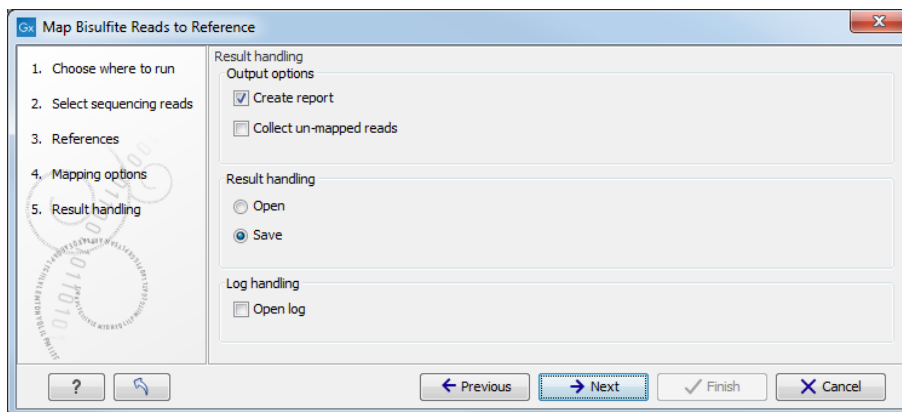 Gx Map Bisulfite Reads to Reference
X
1. Choose where to run
2. Select sequencing reads
3. References
4. Mapping options
5. Result handling
Result handling
Output options
Create report
Collect un-mapped reads
Result handling
Open
Save
Log handling
Open log
?
Previous
Next
Finish
Cancel